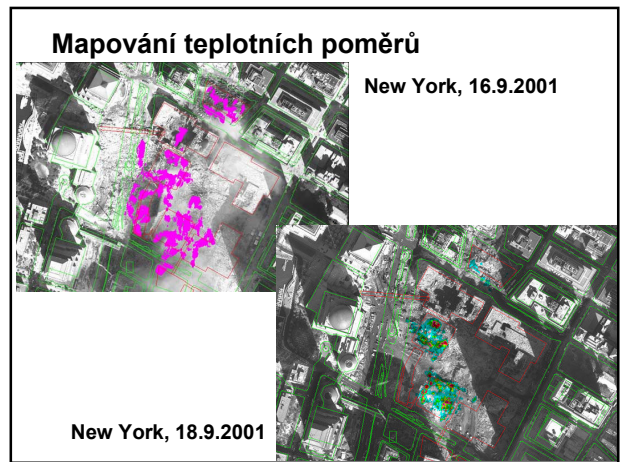 Mapování teplotních poměrů
New York, 16.9.2001
New York, 18.9.2001